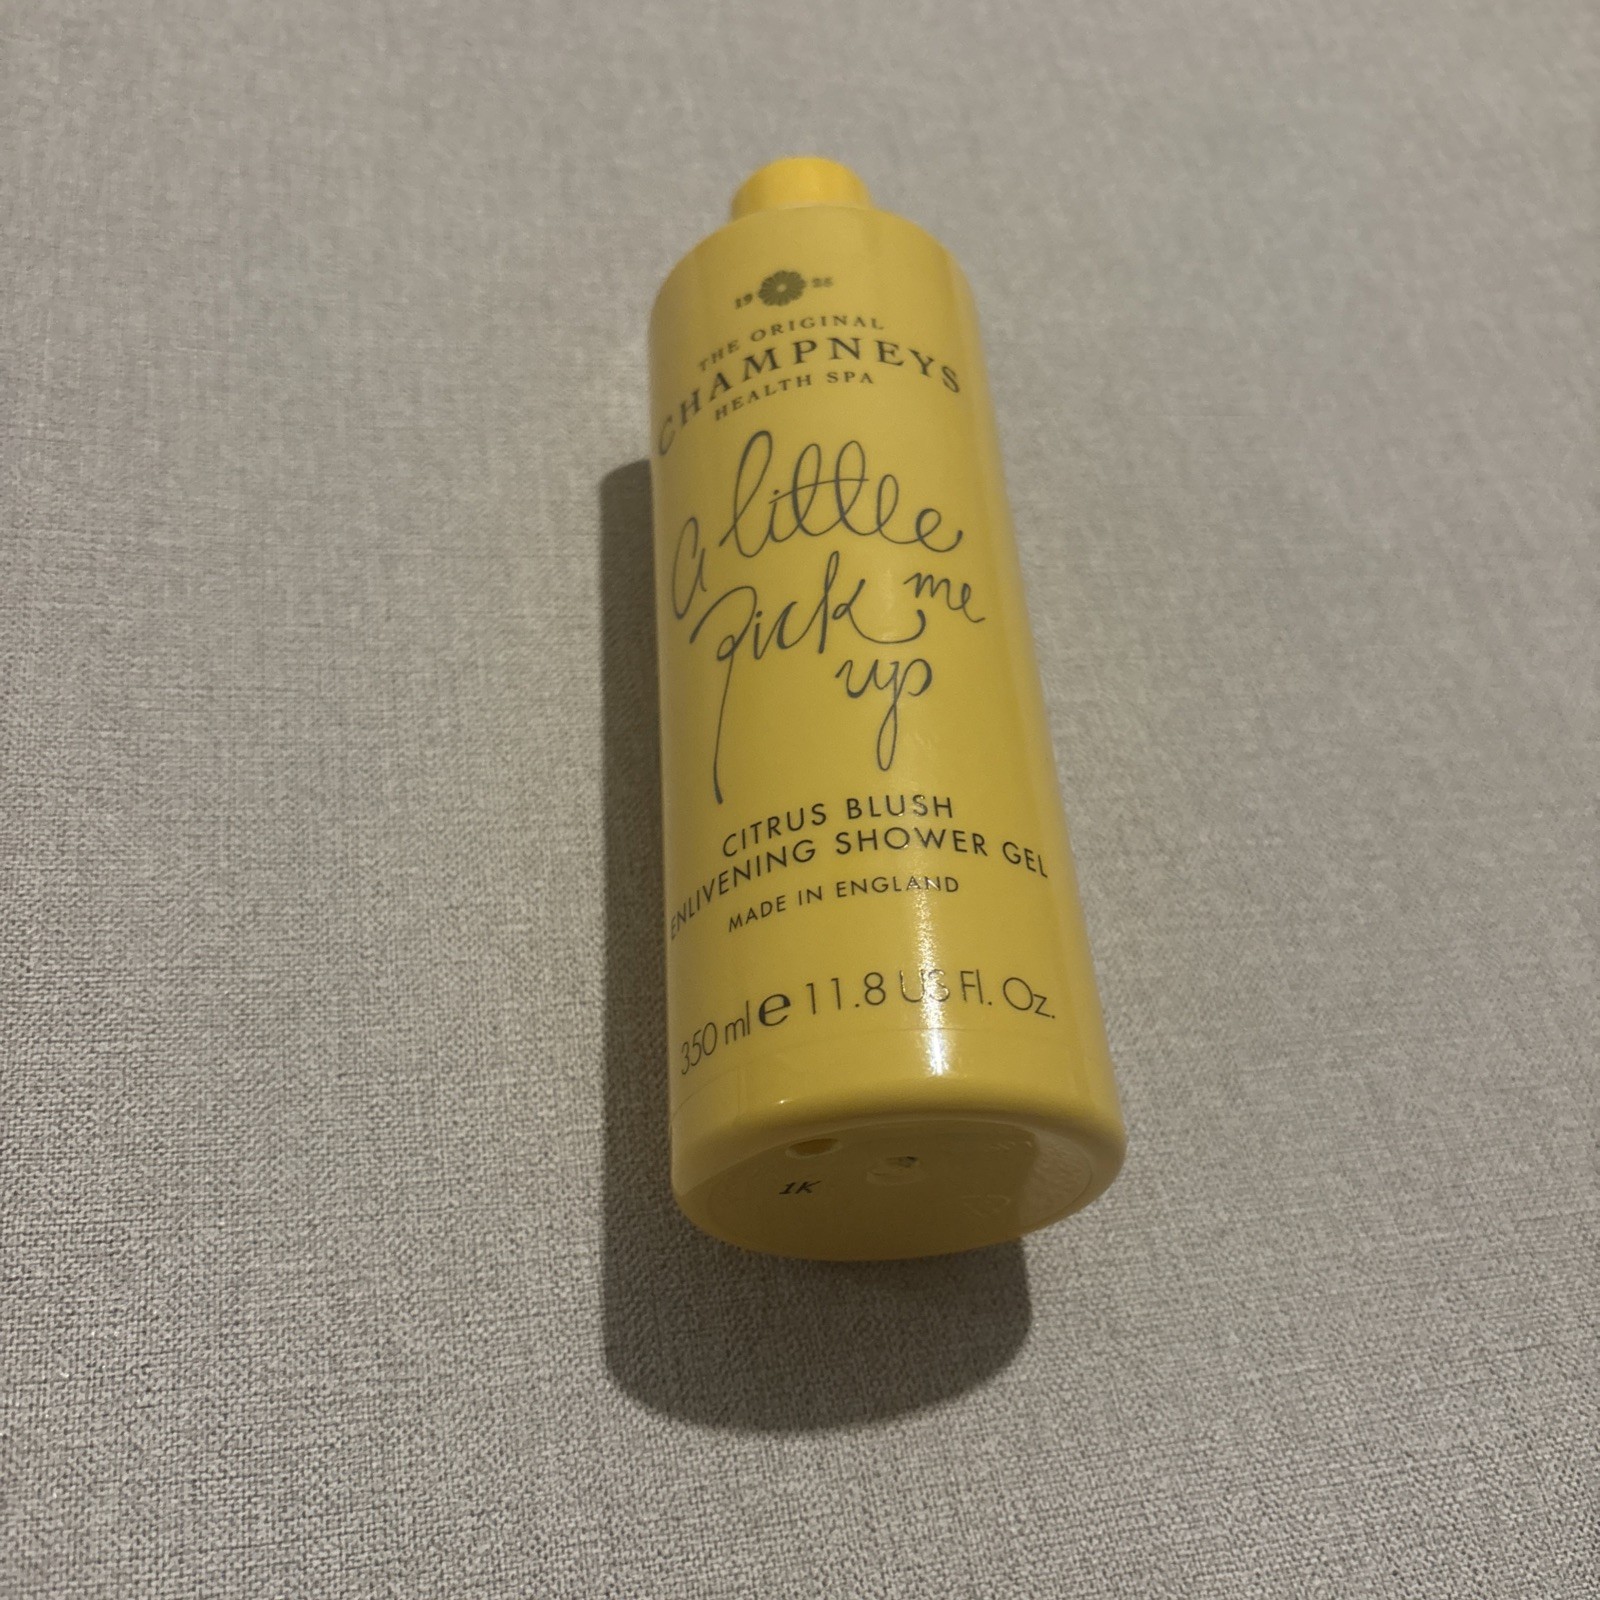 19 25
THE ORIGINAL
CHAMPNEYS
HEALTH SPA
a little
Pick me
up
CITRUS BLUSH
ENLIVENING SHOWER GEL
MADE IN ENGLAND
350 ml e 11.8 US Fl. Oz.
1K